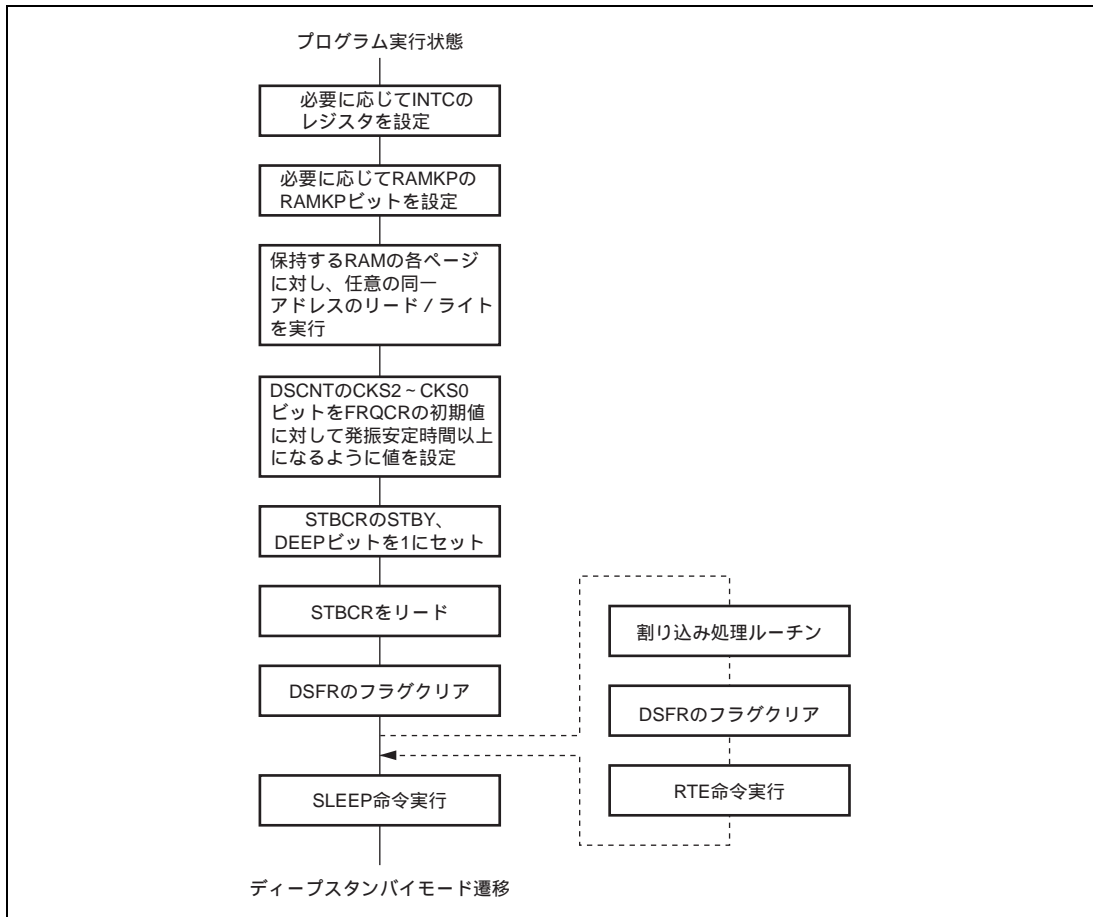 プログラム実行状態
必要に応じてINTCの
レジスタを設定
必要に応じてRAMKPの
RAMKPビットを設定
保持するRAMの各ページ
に対し、任意の同一
アドレスのリード / ライト
を実行
DSCNTのCKS2 ~ CKS0
ビットをFRQCRの初期値
に対して発振安定時間以上
になるように値を設定
STBCRのSTBY、
DEEPビットを1にセット
STBCRをリード
DSFRのフラグクリア
SLEEP命令実行
ディープスタンバイモード遷移
割り込み処理ルーチン
DSFRのフラグクリア
RTE命令実行